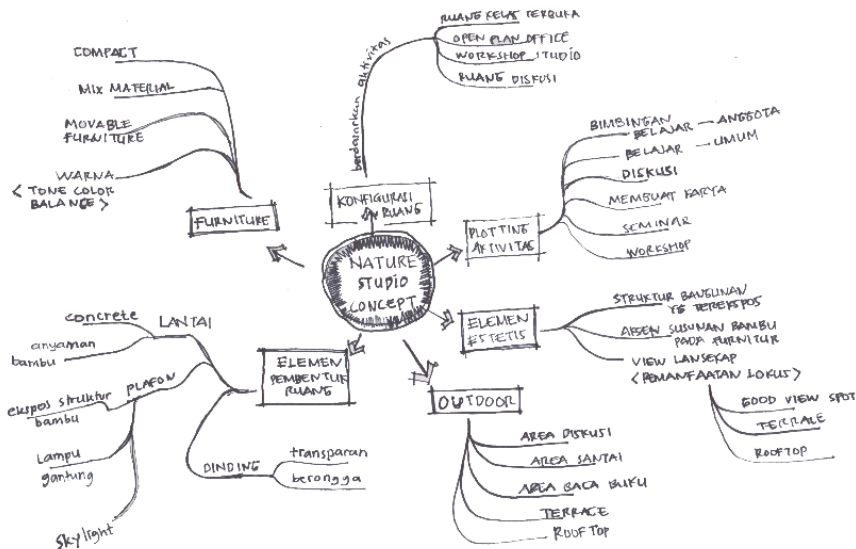 NATURE
STUDIO
CONCEPT
FURNITURE
COMPACT
MIX MATERIAL
MOVABLE
FURNITURE
WARNA
< TONE COLOR
BALANCE >
KONFIGURASI
RUANG
berdasarkan aktivitas
RUANG KELAS TERBUKA
OPEN PLAN OFFICE
WORKSHOP STUDIO
RUANG DISKUSI
PLOTTING
AKTIVITAS
BIMBINGAN
BELAJAR - ANGGOTA
BELAJAR - UMUM
DISKUSI
MEMBUAT KARYA
SEMINAR
WORKSHOP
ELEMEN
ESTETIS
STRUKTUR BANGUNAN
YG TEREKSPOS
SUSUNAN BAMBU
PADA FURNITUR
VIEW LANSEKAP
<PEMANFAATAN LOKUS>
GOOD VIEW SPOT
TERRACE
ROOFTOP
OUTDOOR
AREA DISKUSI
AREA SANTAI
AREA BACA BUKU
TERRACE
ROOFTOP
ELEMEN
PEMBENTUK
RUANG
LANTAI
concrete
anyaman
bambu
PLAFON
ekspos struktur
bambu
Lampu
gantung
skylight
DINDING
transparan
berongga